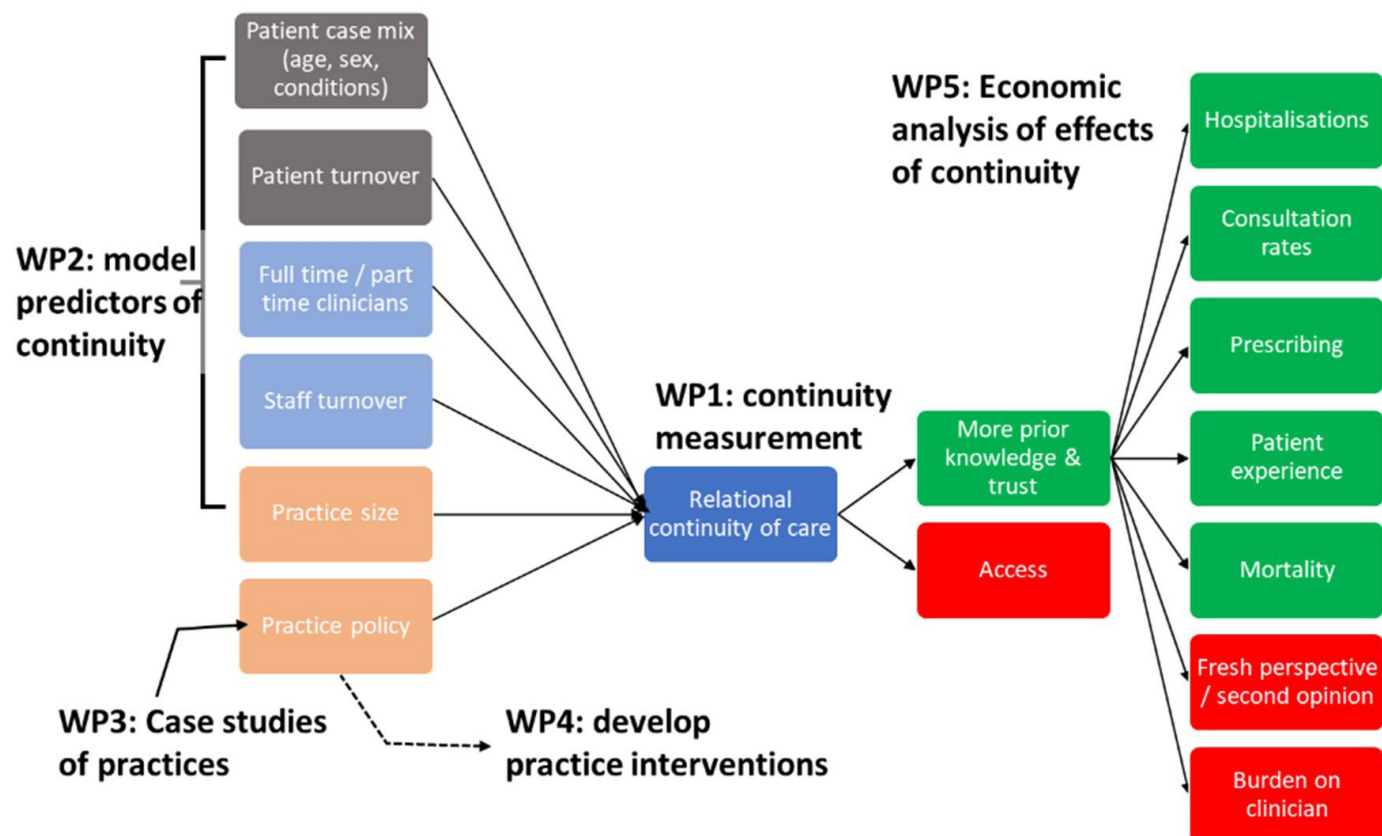 Patient case mix
(age, sex,
conditions)
Patient turnover
Full time / part
time clinicians
Staff turnover
Practice size
Practice policy
WP2: model
predictors of
continuity
WP3: Case studies
of practices
WP4: develop
practice interventions
WP1: continuity
measurement
Relational
continuity of care
More prior
knowledge &
trust
Access
WP5: Economic
analysis of effects
of continuity
Hospitalisations
Consultation
rates
Prescribing
Patient
experience
Mortality
Fresh perspective
/ second opinion
Burden on
clinician